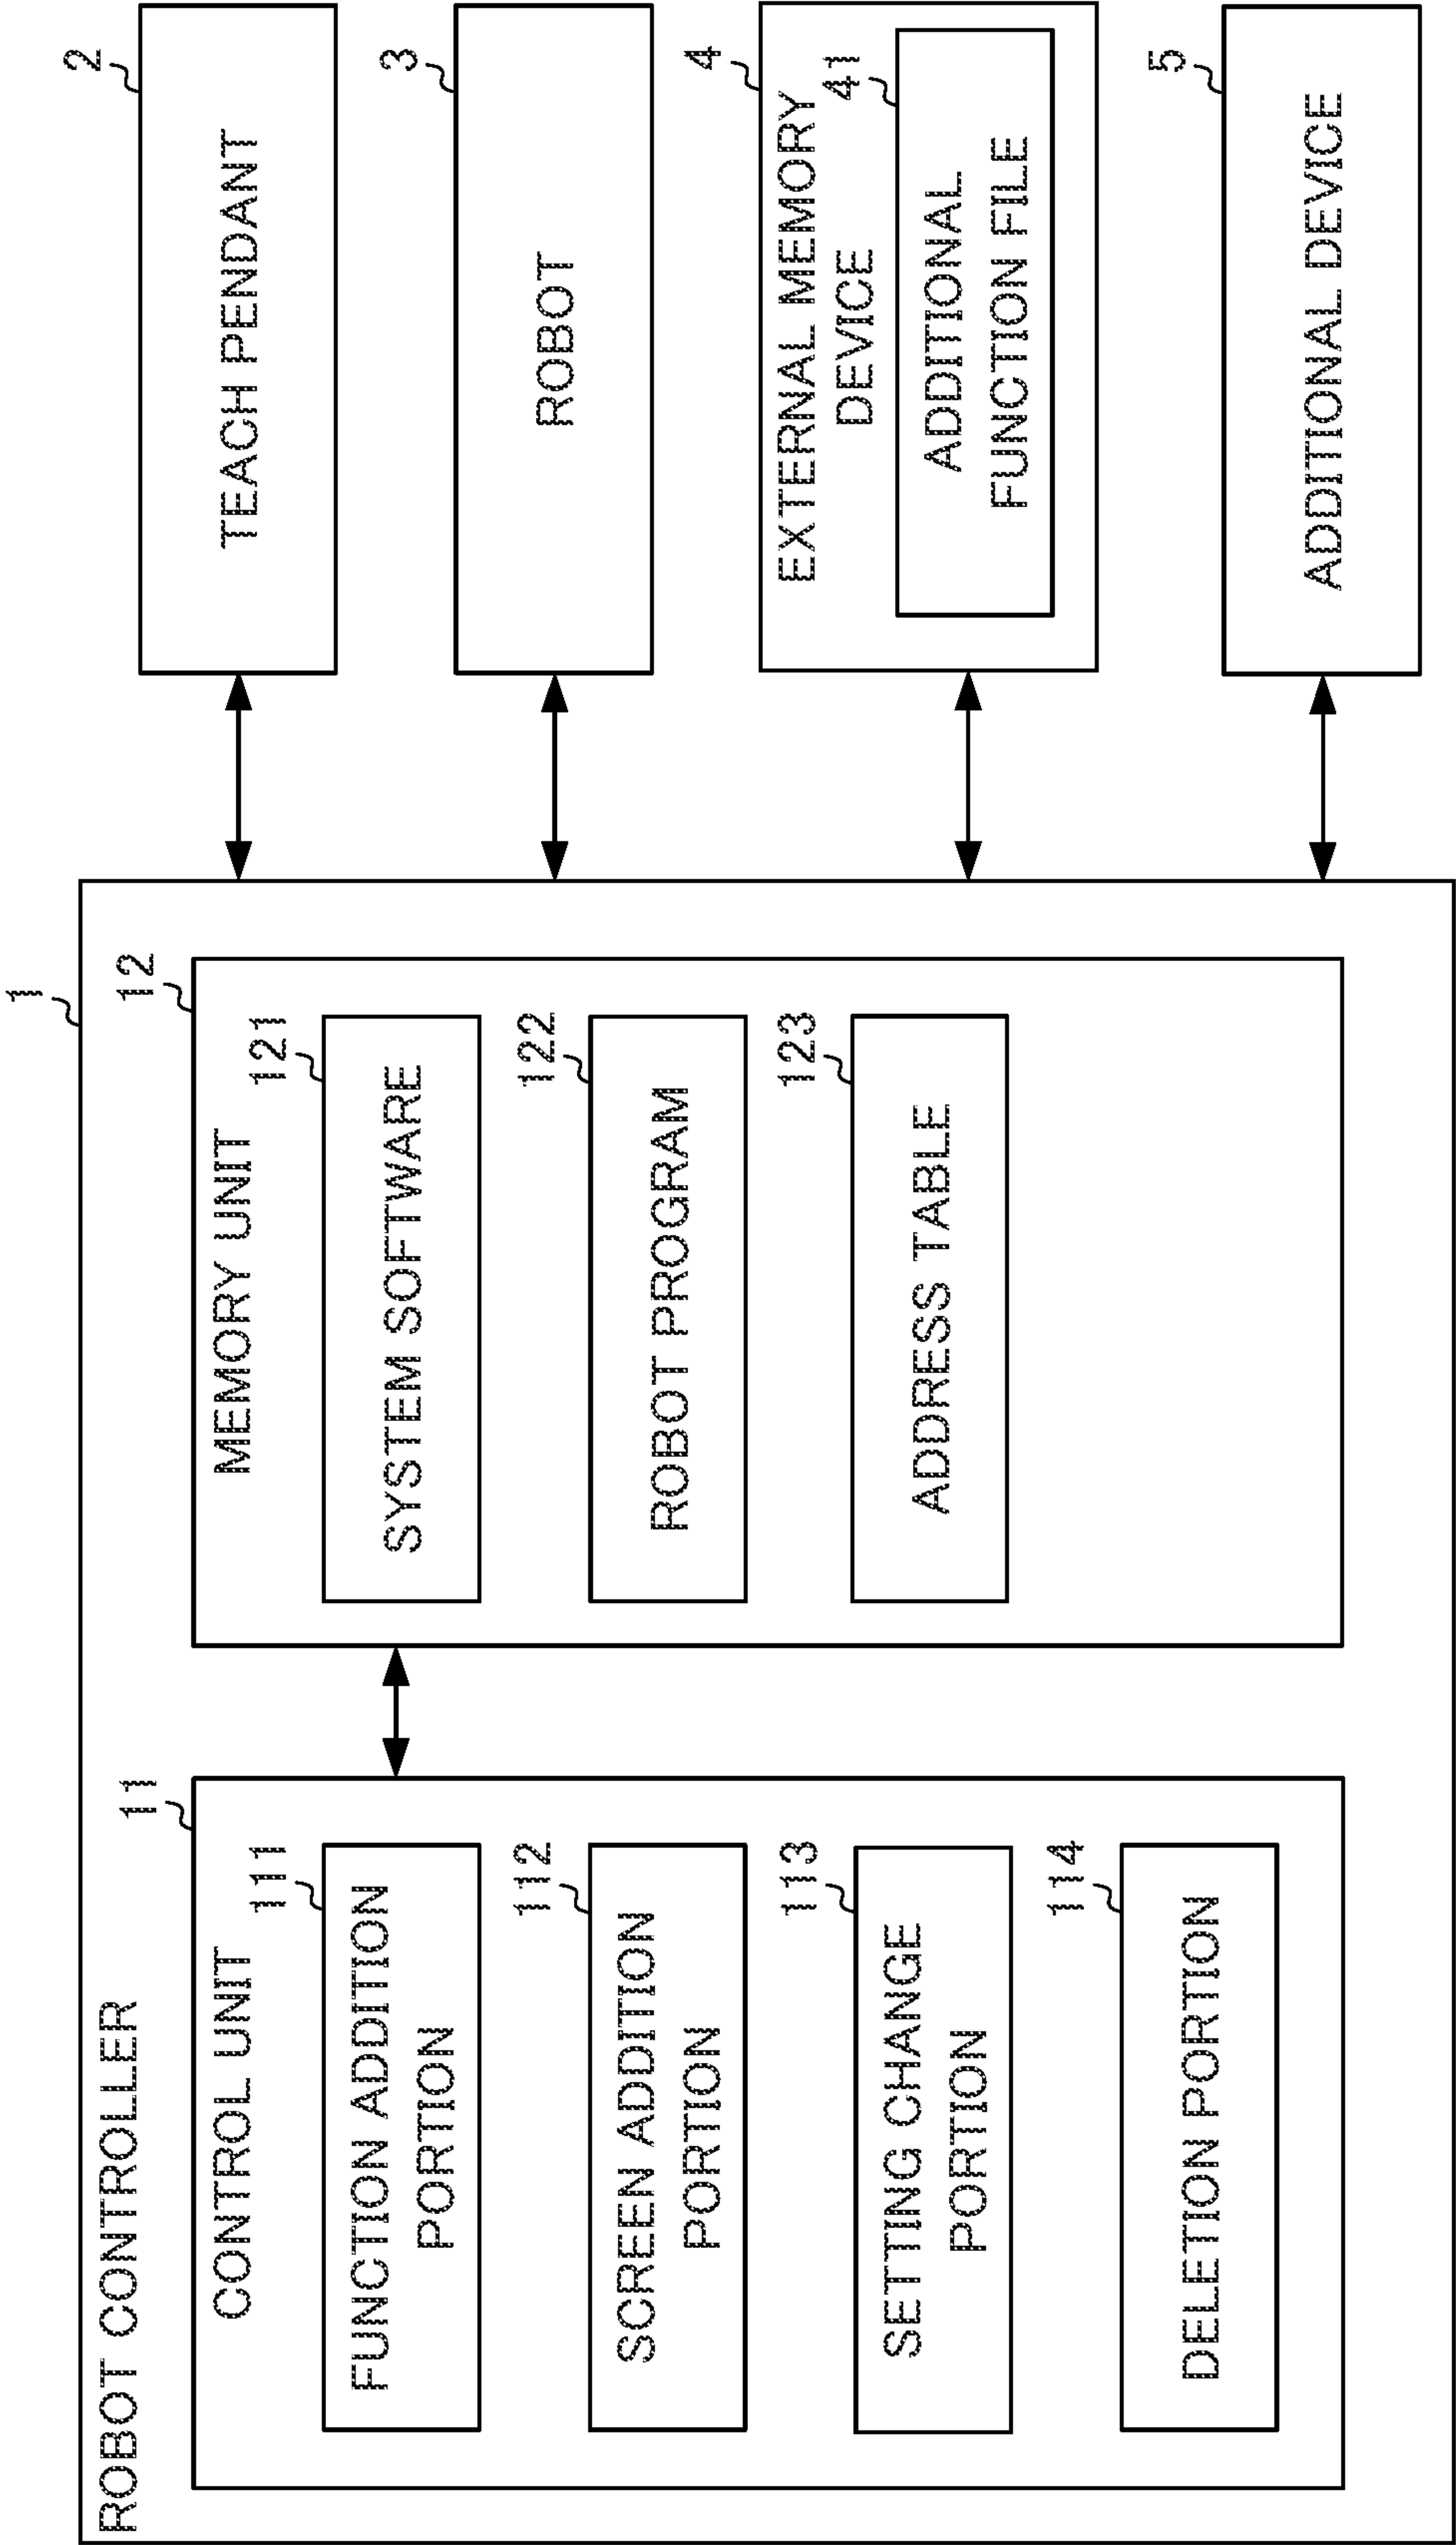 1
ROBOT CONTROLLER
11
CONTROL UNIT
111
FUNCTION ADDITION
PORTION
112
SCREEN ADDITION
PORTION
113
SETTING CHANGE
PORTION
114
DELETION PORTION
12
MEMORY UNIT
121
SYSTEM SOFTWARE
122
ROBOT PROGRAM
123
ADDRESS TABLE
2
TEACH PENDANT
3
ROBOT
4
EXTERNAL MEMORY
DEVICE
41
ADDITIONAL
FUNCTION FILE
5
ADDITIONAL DEVICE